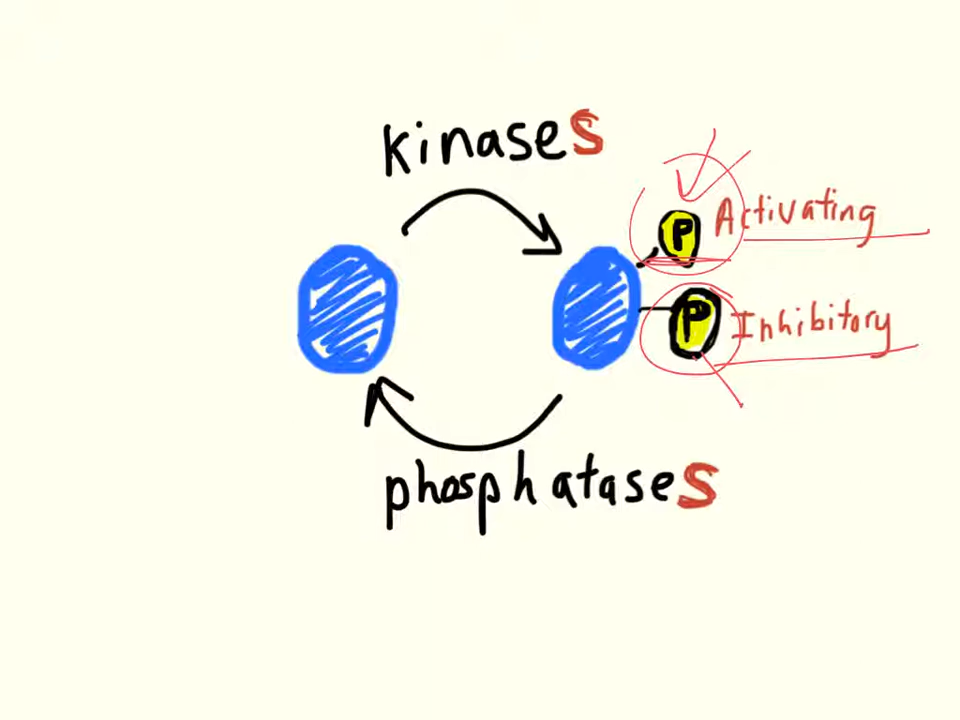 kinases
P Activating
P Inhibitory
phosphatases